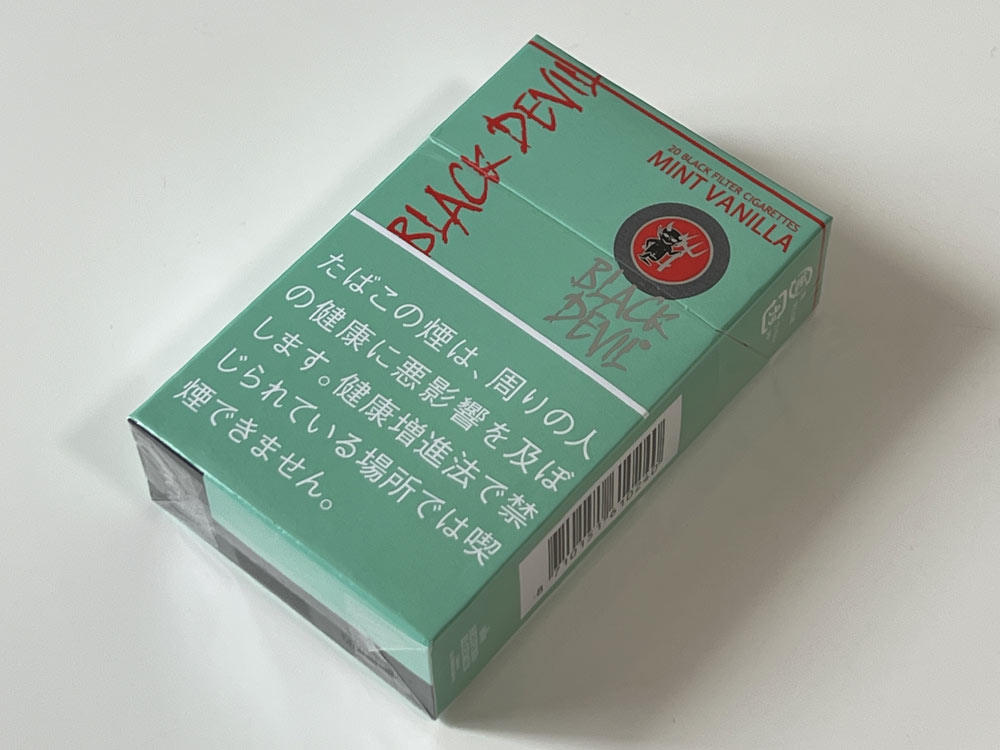 BLACK DEVIL
20 BLACK FILTER CIGARETTES
MINT VANILLA
BLACK
DEVIL
たばこの煙は、周りの人
の健康に悪影響を及ぼ
します。健康増進法で禁
じられている場所では喫
煙できません。